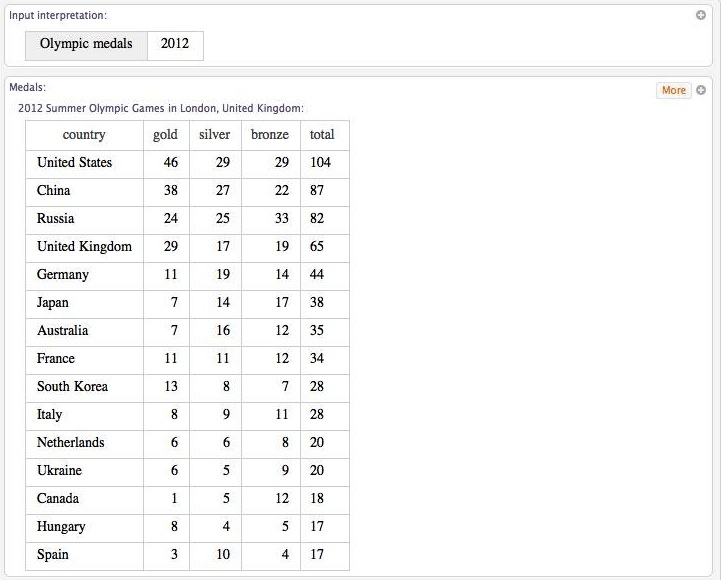 Input interpretation:
Olympic medals 2012
Medals:
More
2012 Summer Olympic Games in London, United Kingdom:
country gold silver bronze total
United States 46 29 29 104
China 38 27 22 87
Russia 24 25 33 82
United Kingdom 29 17 19 65
Germany 11 19 14 44
Japan 7 14 17 38
Australia 7 16 12 35
France 11 11 12 34
South Korea 13 8 7 28
Italy 8 9 11 28
Netherlands 6 6 8 20
Ukraine 6 5 9 20
Canada 1 5 12 18
Hungary 8 4 5 17
Spain 3 10 4 17